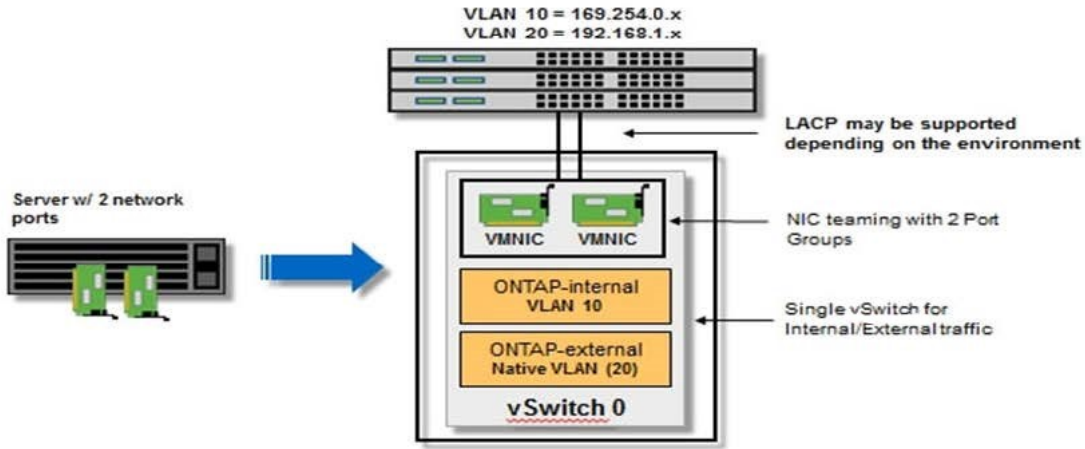 VLAN 10 = 169.254.0.x
VLAN 20 = 192.168.1.x
LACP may be supported
depending on the environment
Server w/ 2 network
ports
VMNIC
VMNIC
NIC teaming with 2 Port
Groups
ONTAP-internal
VLAN 10
Single vSwitch for
Internal/External traffic
ONTAP-external
Native VLAN (20)
vSwitch 0